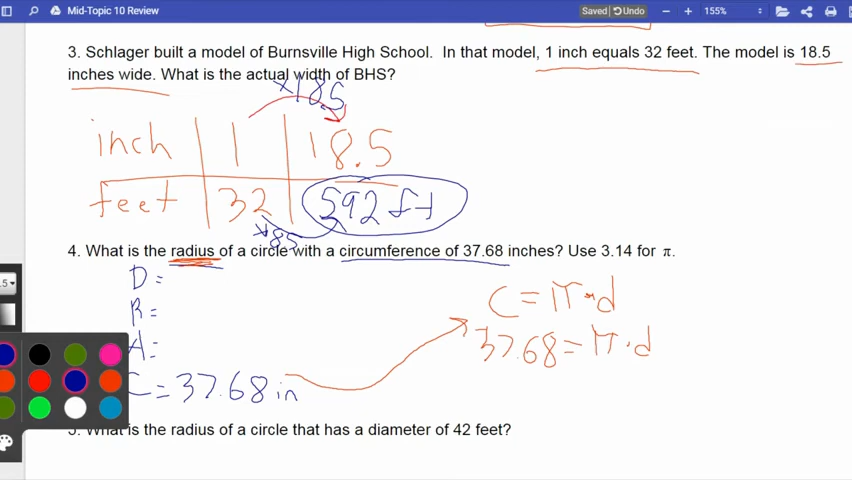 Mid-Topic 10 Review
Saved Undo
155%
3. Schlager built a model of Burnsville High School. In that model, 1 inch equals 32 feet. The model is 18.5
inches wide. What is the actual width of BHS?
×18.5
inch 1 18.5
feet 32 592 ft
4. What is the radius of a circle with a circumference of 37.68 inches? Use 3.14 for π.
D =
R =
A =
C = 37.68 in
C = π · d
37.68 = π · d
What is the radius of a circle that has a diameter of 42 feet?